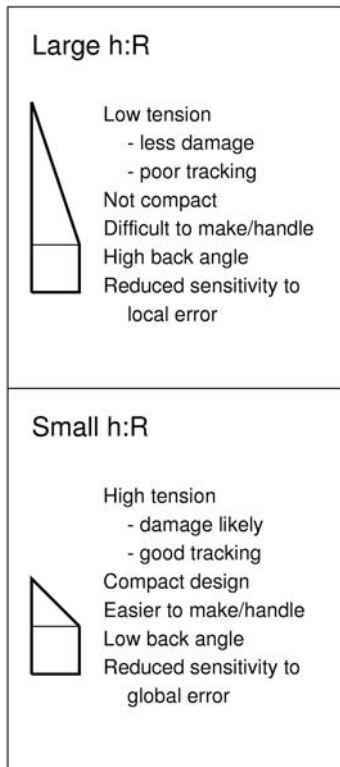 Large h:R
Low tension
- less damage
- poor tracking
Not compact
Difficult to make/handle
High back angle
Reduced sensitivity to
local error
Small h:R
High tension
- damage likely
- good tracking
Compact design
Easier to make/handle
Low back angle
Reduced sensitivity to
global error